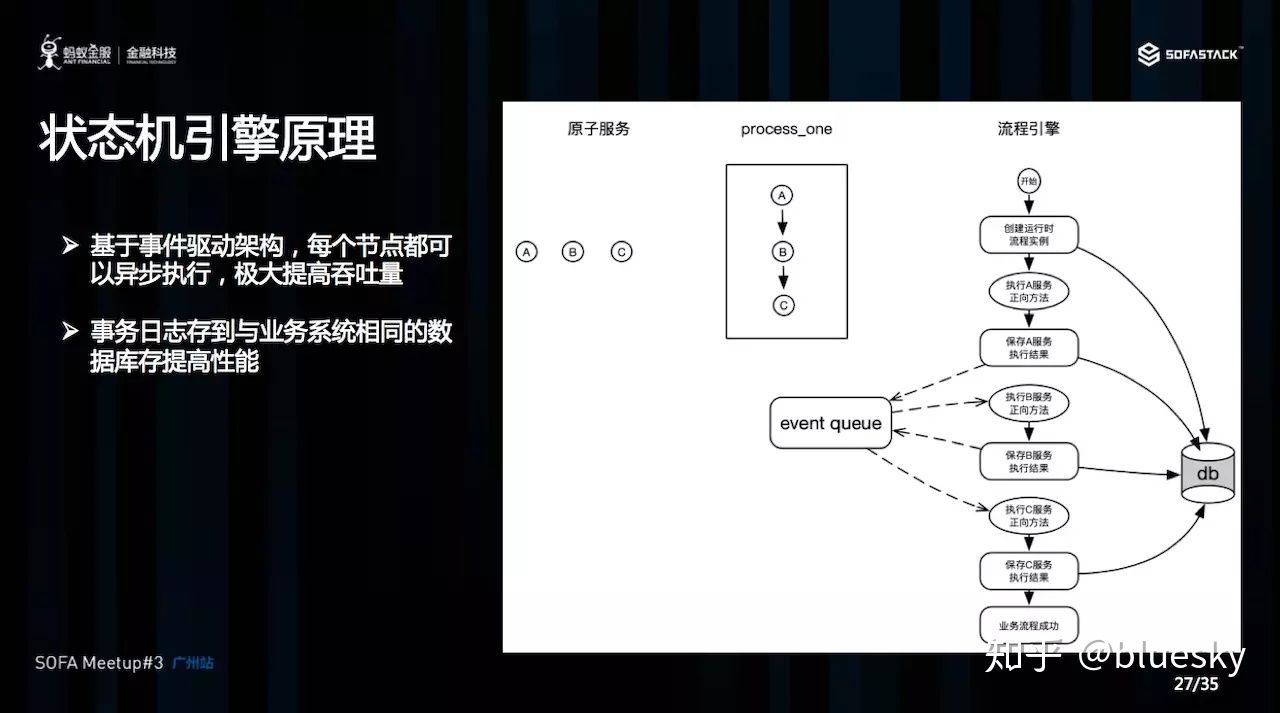 蚂蚁金服 金融科技
ANT FINANCIAL FINANCIAL TECHNOLOGY
SOFASTACK™
状态机引擎原理
➤ 基于事件驱动架构，每个节点都可
以异步执行，极大提高吞吐量
➤ 事务日志存到与业务系统相同的数
据库存提高性能
原子服务
A B C
process_one
A
B
C
流程引擎
开始
创建运行时
流程实例
执行A服务
正向方法
保存A服务
执行结果
event queue
执行B服务
正向方法
保存B服务
执行结果
db
执行C服务
正向方法
保存C服务
执行结果
业务流程成功
SOFA Meetup#3 广州站
知乎 @bluesky
27/35